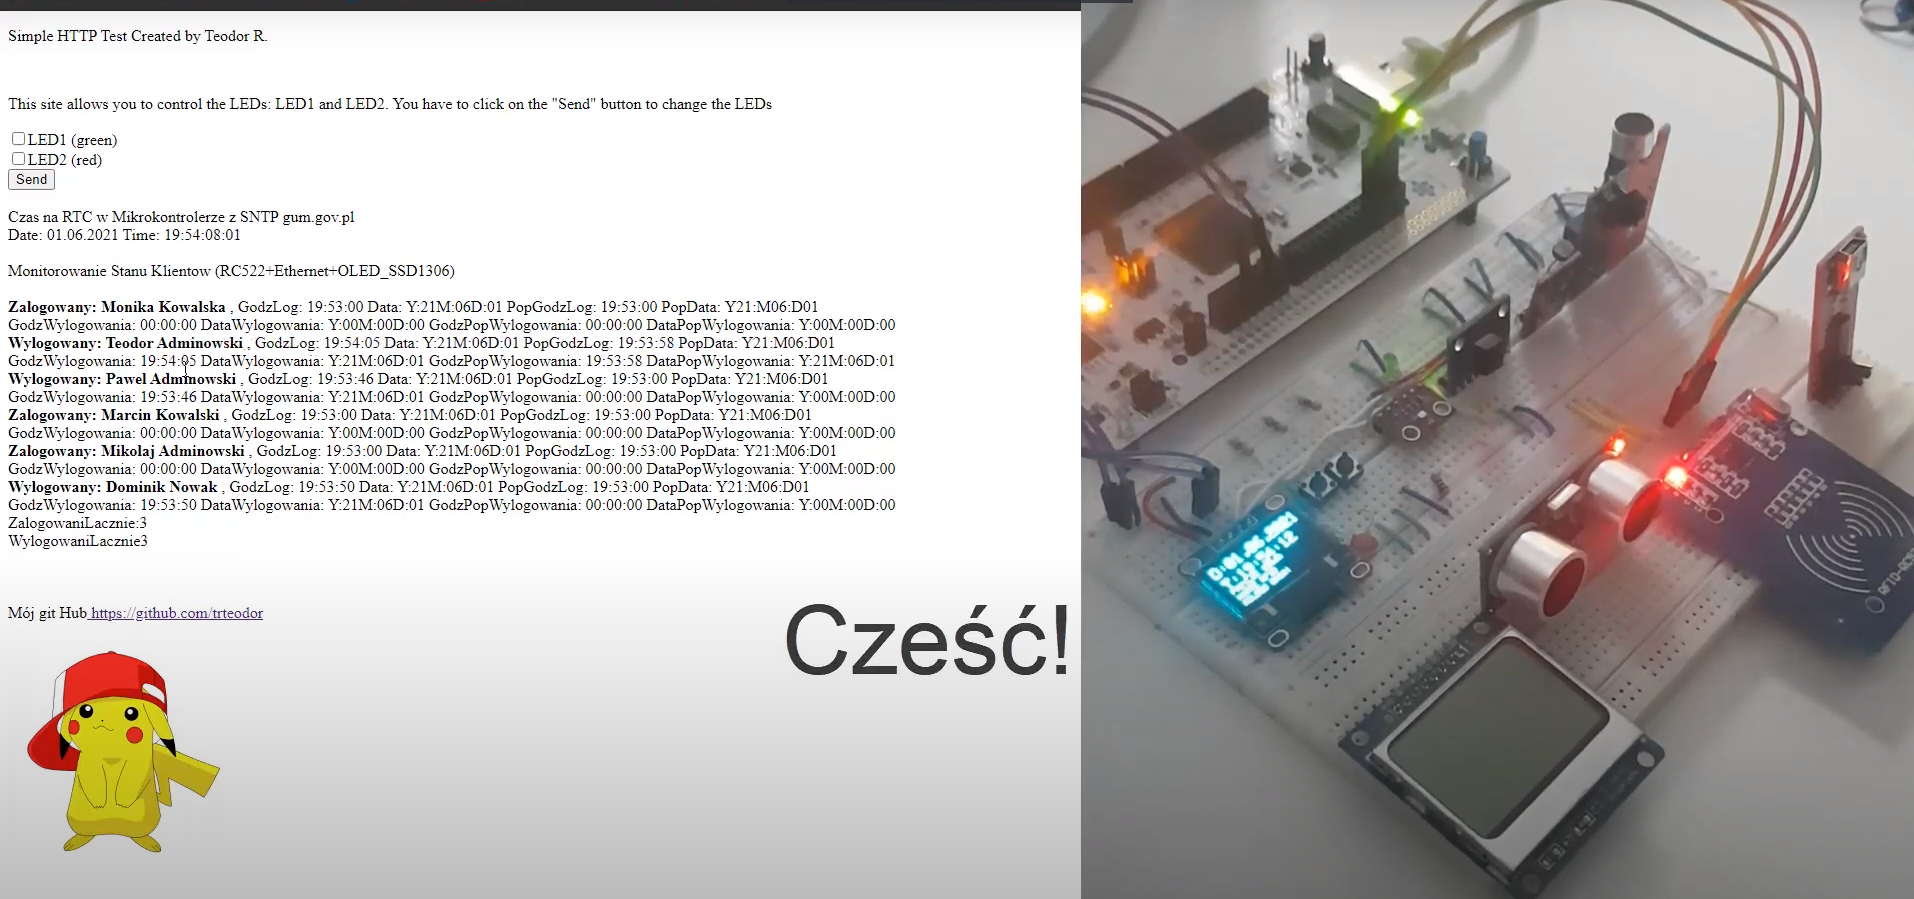 Simple HTTP Test Created by Teodor R.
This site allows you to control the LEDs: LED1 and LED2. You have to click on the "Send" button to change the LEDs
LED1 (green)
LED2 (red)
Send
Czas na RTC w Mikrokontrolerze z SNTP gum.gov.pl
Date: 01.06.2021 Time: 19:54:08:01
Monitorowanie Stanu Klientow (RC522+Ethernet+OLED_SSD1306)
Zalogowany: Monika Kowalska , GodzLog: 19:53:00 Data: Y:21M:06D:01 PopGodzLog: 19:53:00 PopData: Y21:M06:D01
GodzWylogowania: 00:00:00 DataWylogowania: Y:00M:00D:00 GodzPopWylogowania: 00:00:00 DataPopWylogowania: Y:00M:00D:00
Wylogowany: Teodor Adminowski , GodzLog: 19:54:05 Data: Y:21M:06D:01 PopGodzLog: 19:53:58 PopData: Y21:M06:D01
GodzWylogowania: 19:54:05 DataWylogowania: Y:21M:06D:01 GodzPopWylogowania: 19:53:58 DataPopWylogowania: Y:21M:06D:01
Wylogowany: Pawel Adminowski , GodzLog: 19:53:46 Data: Y:21M:06D:01 PopGodzLog: 19:53:00 PopData: Y21:M06:D01
GodzWylogowania: 19:53:46 DataWylogowania: Y:21M:06D:01 GodzPopWylogowania: 00:00:00 DataPopWylogowania: Y:00M:00D:00
Zalogowany: Marcin Kowalski , GodzLog: 19:53:00 Data: Y:21M:06D:01 PopGodzLog: 19:53:00 PopData: Y21:M06:D01
GodzWylogowania: 00:00:00 DataWylogowania: Y:00M:00D:00 GodzPopWylogowania: 00:00:00 DataPopWylogowania: Y:00M:00D:00
Zalogowany: Mikolaj Adminowski , GodzLog: 19:53:00 Data: Y:21M:06D:01 PopGodzLog: 19:53:00 PopData: Y21:M06:D01
GodzWylogowania: 00:00:00 DataWylogowania: Y:00M:00D:00 GodzPopWylogowania: 00:00:00 DataPopWylogowania: Y:00M:00D:00
Wylogowany: Dominik Nowak , GodzLog: 19:53:50 Data: Y:21M:06D:01 PopGodzLog: 19:53:00 PopData: Y21:M06:D01
GodzWylogowania: 19:53:50 DataWylogowania: Y:21M:06D:01 GodzPopWylogowania: 00:00:00 DataPopWylogowania: Y:00M:00D:00
ZalogowaniLacznie:3
WylogowaniLacznie3
Mój git Hub https://github.com/trteodor
Cześć!
D:01.06.2021
T:19:54:12